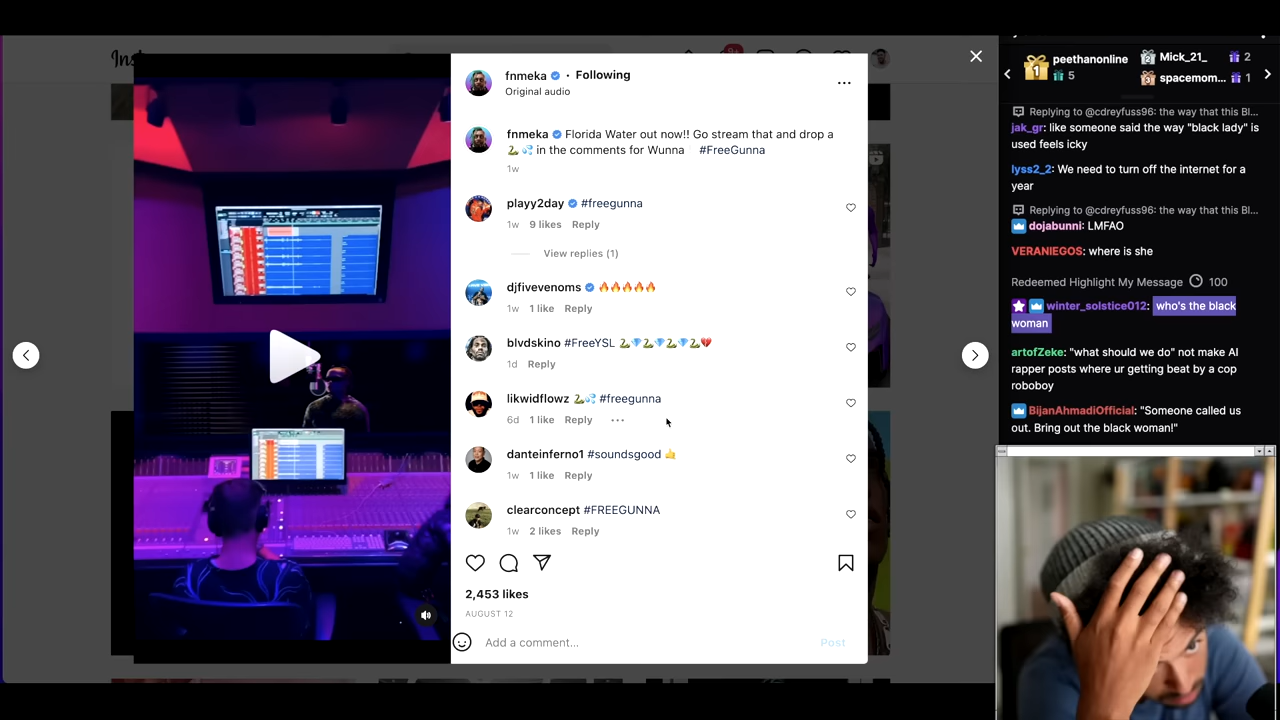 Inst
9+
fnmeka • Following
Original audio
fnmeka Florida Water out now!! Go stream that and drop a
🐍 💦 in the comments for Wunna #FreeGunna
1w
playy2day #freegunna
1w 9 likes Reply
View replies (1)
djfivevenoms 🔥🔥🔥🔥🔥
1w 1 like Reply
blvdskino #FreeYSL 🐍💎🐍💎🐍💎🐍💔
1d Reply
likwidflowz 🐍💦 #freegunna
6d 1 like Reply ...
danteinferno1 #soundsgood 🤙
1w 1 like Reply
clearconcept #FREEGUNNA
1w 2 likes Reply
2,453 likes
AUGUST 12
Add a comment... Post
1 peethanonline
5
2 Mick_21_ 2
3 spacemom... 1
Replying to @cdreyfuss96: the way that this Bl...
jak_gr: like someone said the way "black lady" is
used feels icky
lyss2_2: We need to turn off the internet for a
year
Replying to @cdreyfuss96: the way that this Bl...
dojabunni: LMFAO
VERANIEGOS: where is she
Redeemed Highlight My Message 100
winter_solstice012: who's the black
woman
artofZeke: "what should we do" not make AI
rapper posts where ur getting beat by a cop
roboboy
BijanAhmadiOfficial: "Someone called us
out. Bring out the black woman!"